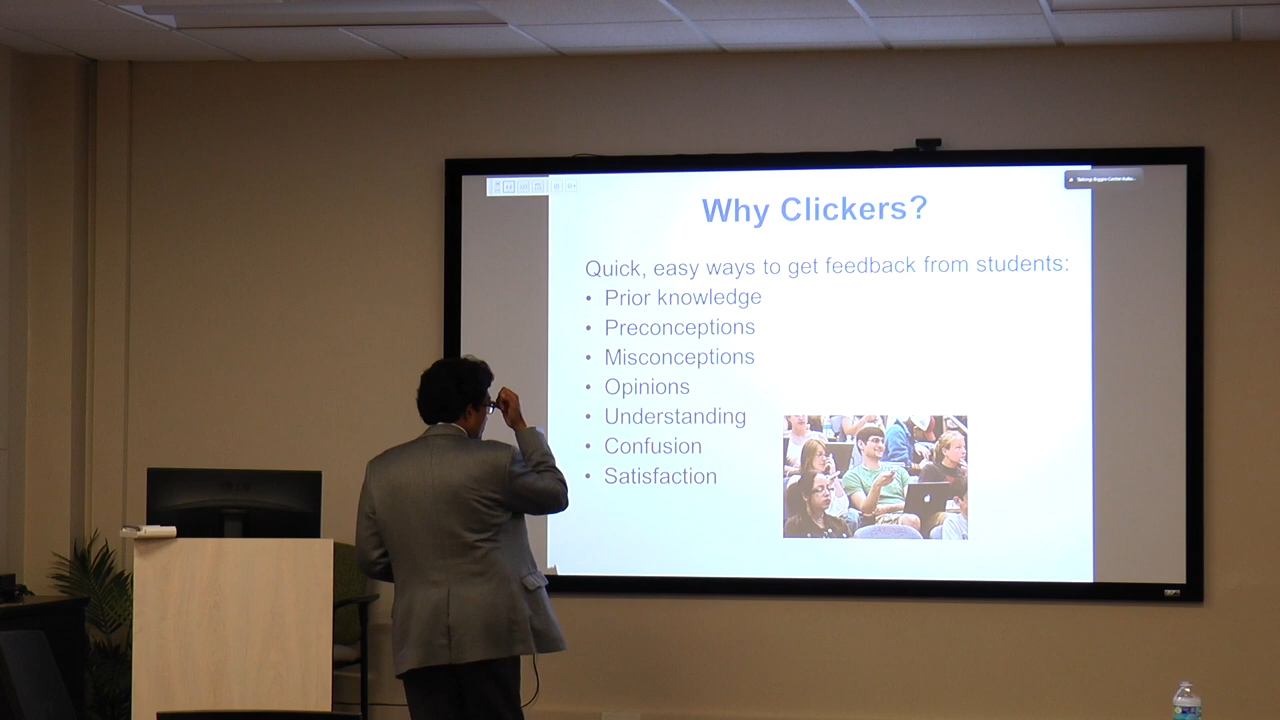 Why Clickers?
Quick, easy ways to get feedback from students:
• Prior knowledge
• Preconceptions
• Misconceptions
• Opinions
• Understanding
• Confusion
• Satisfaction